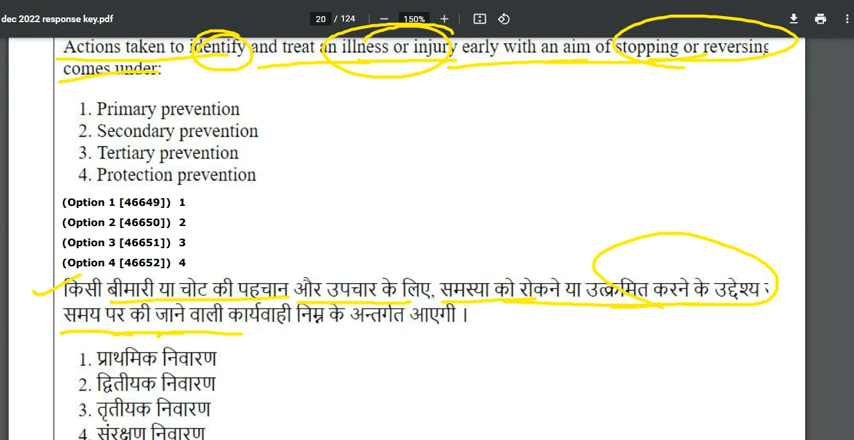 dec 2022 response key.pdf
20 / 124
150%
Actions taken to identify and treat an illness or injury early with an aim of stopping or reversing
comes under:
1. Primary prevention
2. Secondary prevention
3. Tertiary prevention
4. Protection prevention
(Option 1 [46649]) 1
(Option 2 [46650]) 2
(Option 3 [46651]) 3
(Option 4 [46652]) 4
किसी बीमारी या चोट की पहचान और उपचार के लिए, समस्या को रोकने या उत्क्रमित करने के उद्देश्य
समय पर की जाने वाली कार्यवाही निम्न के अन्तर्गत आएगी ।
1. प्राथमिक निवारण
2. द्वितीयक निवारण
3. तृतीयक निवारण
4. संरक्षण निवारण